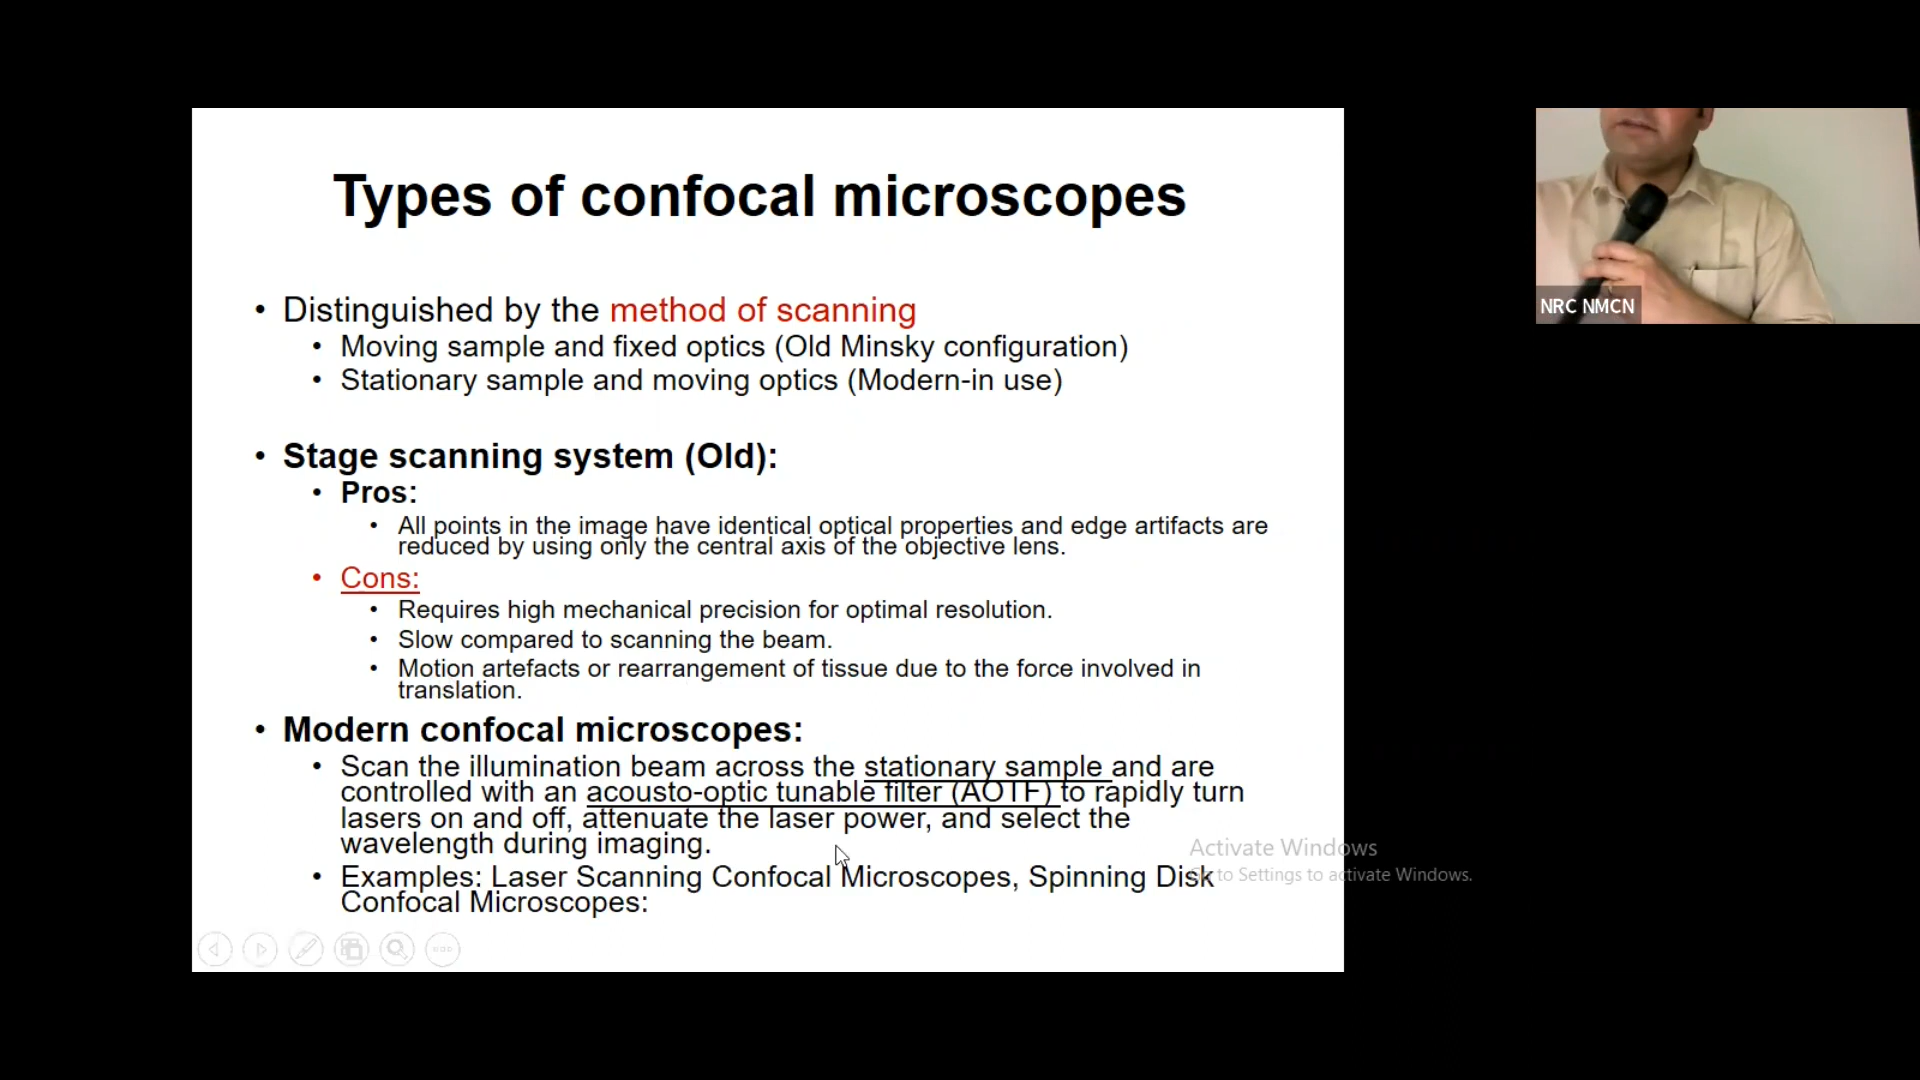 Types of confocal microscopes
• Distinguished by the method of scanning
• Moving sample and fixed optics (Old Minsky configuration)
• Stationary sample and moving optics (Modern-in use)
• Stage scanning system (Old):
• Pros:
• All points in the image have identical optical properties and edge artifacts are
reduced by using only the central axis of the objective lens.
• Cons:
• Requires high mechanical precision for optimal resolution.
• Slow compared to scanning the beam.
• Motion artefacts or rearrangement of tissue due to the force involved in
translation.
• Modern confocal microscopes:
• Scan the illumination beam across the stationary sample and are
controlled with an acousto-optic tunable filter (AOTF) to rapidly turn
lasers on and off, attenuate the laser power, and select the
wavelength during imaging.
• Examples: Laser Scanning Confocal Microscopes, Spinning Disk
Confocal Microscopes:
NRC NMCN
Activate Windows
Go to Settings to activate Windows.